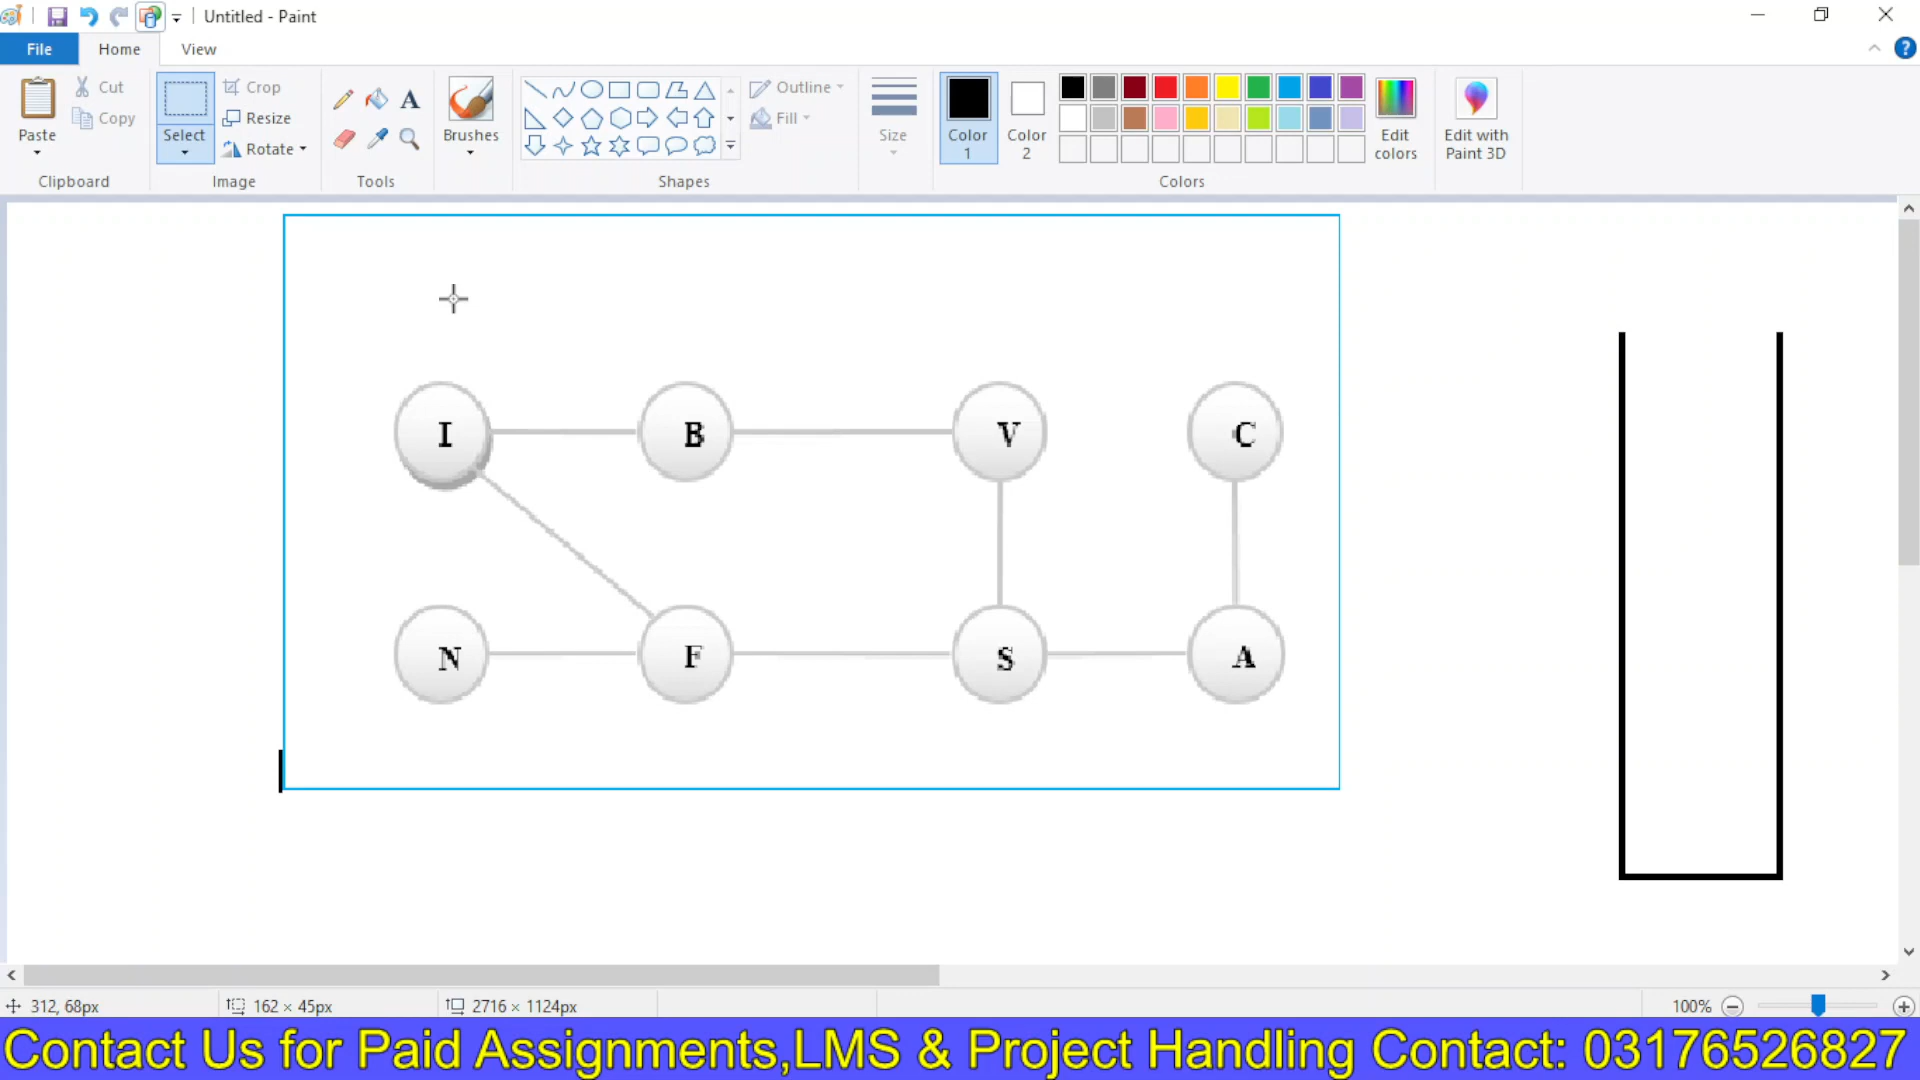 Untitled - Paint
File Home View
Paste Cut Copy Clipboard
Select Crop Resize Rotate Image
Tools
Brushes
Outline Fill Shapes
Size
Color 1 Color 2 Edit colors Colors
Edit with Paint 3D
I B V C
N F S A
312, 68px 162 × 45px 2716 × 1124px 100%
Contact Us for Paid Assignments,LMS & Project Handling Contact: 03176526827